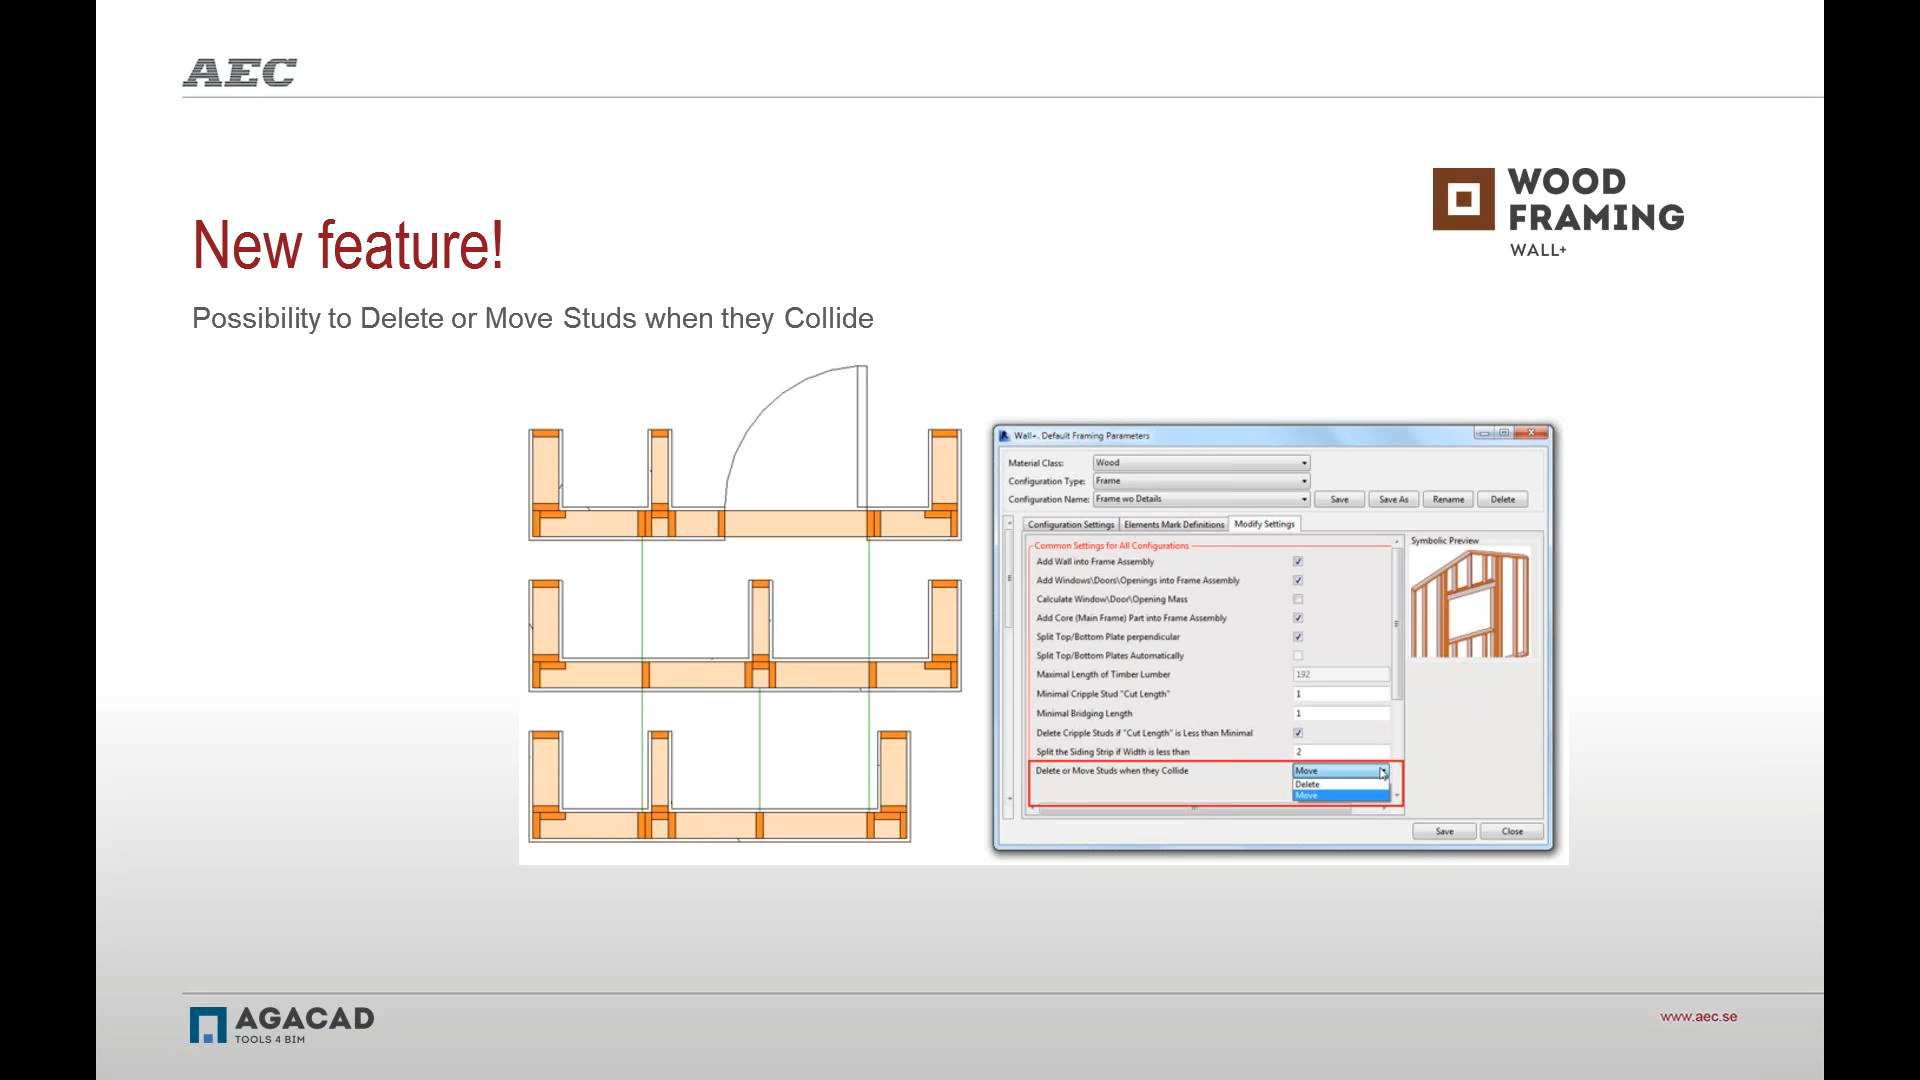 AEC
WOOD
FRAMING
WALL+
New feature!
Possibility to Delete or Move Studs when they Collide
Wall+. Default Framing Parameters
Material Class: Wood
Configuration Type: Frame
Configuration Name: Frame wo Details Save Save As Rename Delete
Configuration Settings Elements Mark Definitions Modify Settings
Common Settings for All Configurations
Symbolic Preview
Add Wall into Frame Assembly
Add Windows\Doors\Openings into Frame Assembly
Calculate Window\Door\Opening Mass
Add Core (Main Frame) Part into Frame Assembly
Split Top/Bottom Plate perpendicular
Split Top/Bottom Plates Automatically
Maximal Length of Timber Lumber 192
Minimal Cripple Stud "Cut Length" 1
Minimal Bridging Length 1
Delete Cripple Studs if "Cut Length" is Less than Minimal
Split the Siding Strip if Width is less than 2
Delete or Move Studs when they Collide Move
Delete
Move
Save Close
AGACAD
TOOLS 4 BIM
www.aec.se